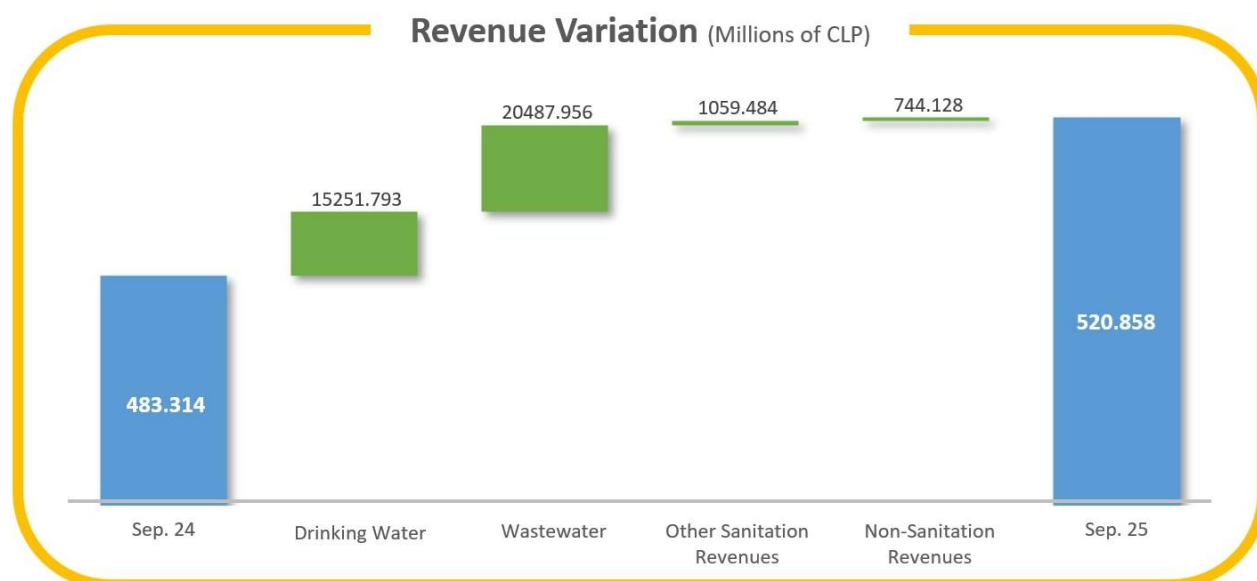 Revenue Variation (Millions of CLP)
20487.956
1059.484
744.128
15251.793
520.858
483.314
Sep. 24
Drinking Water
Wastewater
Other Sanitation
Revenues
Non-Sanitation
Revenues
Sep. 25